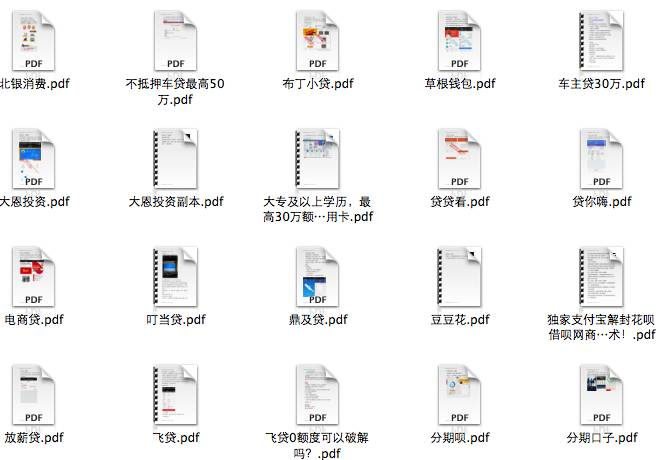 PDF
PDF
PDF
PDF
北银消费.pdf
不抵押车贷最高50
万.pdf
布丁小贷.pdf
草根钱包.pdf
车主贷30万.pdf
PDF
PDF
PDF
大恩投资.pdf
大恩投资副本.pdf
大专及以上学历，最
高30万额…用卡.pdf
贷贷看.pdf
贷你嗨.pdf
PDF
PDF
电商贷.pdf
叮当贷.pdf
鼎及贷.pdf
豆豆花.pdf
独家支付宝解封花呗
借呗网商…术！.pdf
PDF
PDF
PDF
PDF
放薪贷.pdf
飞贷.pdf
飞贷0额度可以破解
吗？.pdf
分期呗.pdf
分期口子.pdf